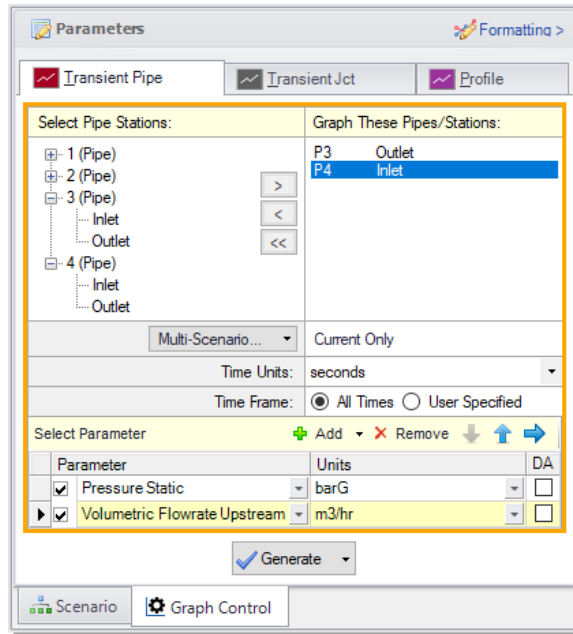 Parameters
Formatting >
Transient Pipe
Transient Jct
Profile
Select Pipe Stations:
Graph These Pipes/Stations:
1 (Pipe)
2 (Pipe)
3 (Pipe)
Inlet
Outlet
4 (Pipe)
Inlet
Outlet
>
<
<<
P3 Outlet
P4 Inlet
Multi-Scenario...
Current Only
Time Units:
seconds
Time Frame:
All Times
User Specified
Select Parameter
Add
Remove
Parameter Units DA
Pressure Static barG
Volumetric Flowrate Upstream m3/hr
Generate
Scenario
Graph Control